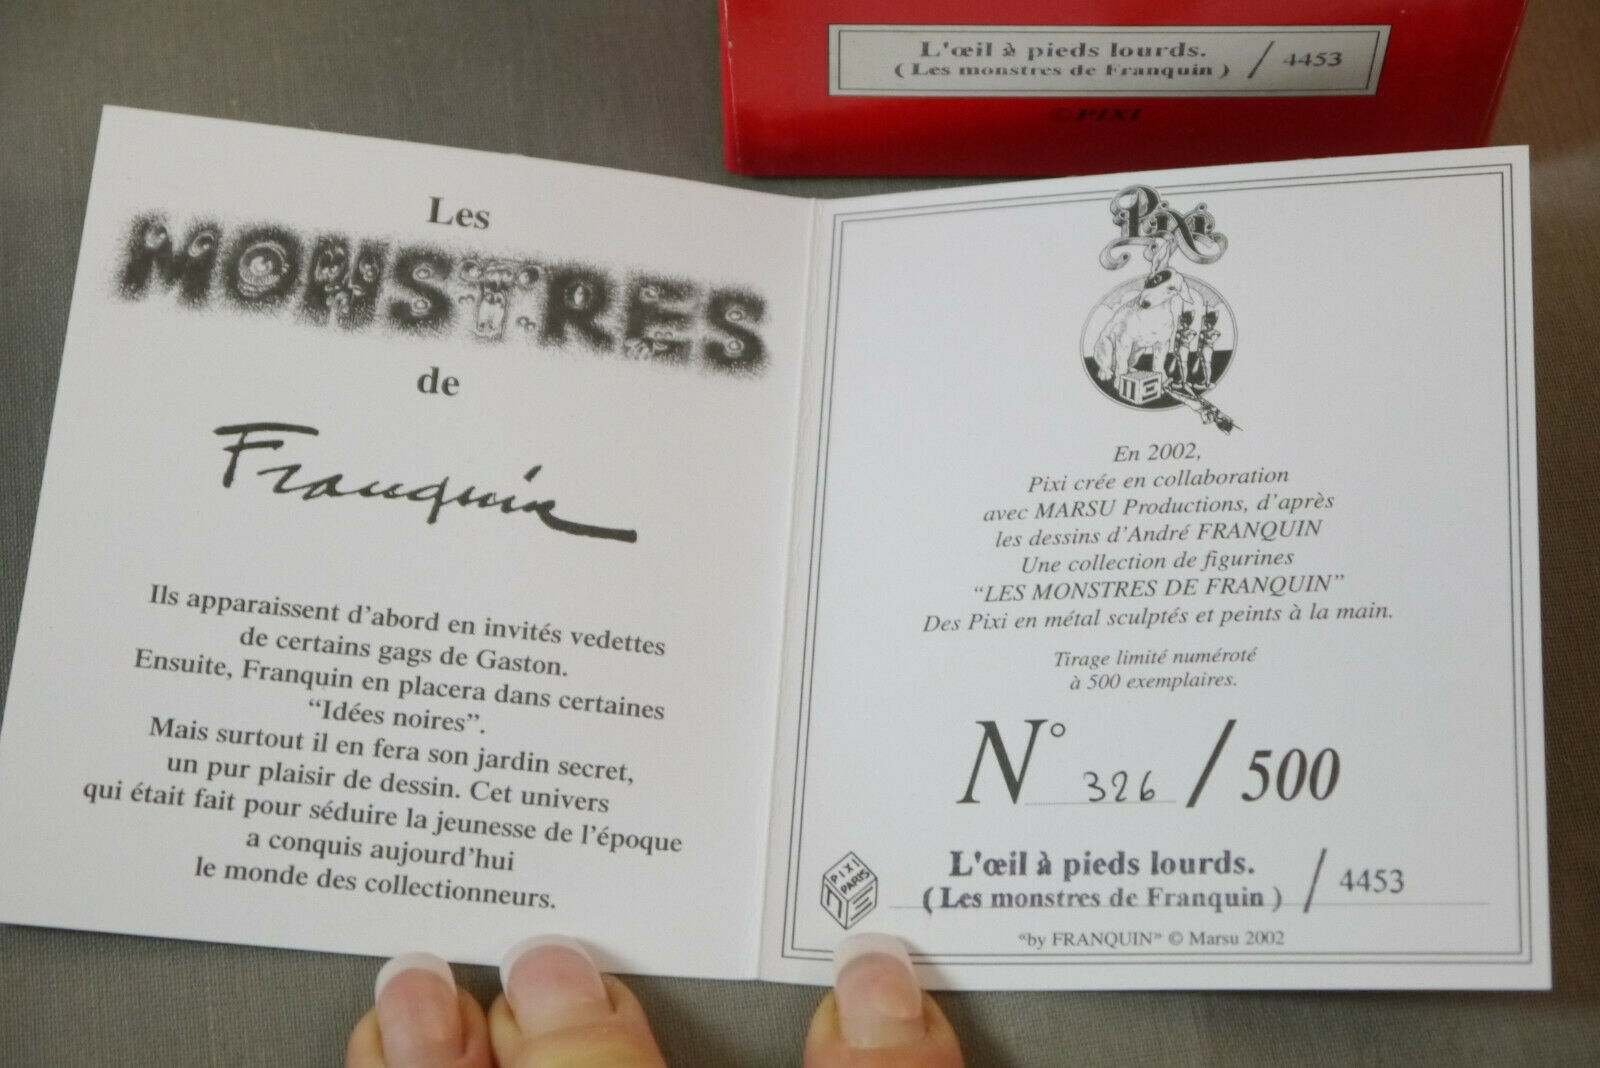 L'œil à pieds lourds.
(Les monstres de Franquin) / 4453
© PIXI
Les
MONSTRES
de
Franquin
Ils apparaissent d'abord en invités vedettes
de certains gags de Gaston.
Ensuite, Franquin en placera dans certaines
“Idées noires”.
Mais surtout il en fera son jardin secret,
un pur plaisir de dessin. Cet univers
qui était fait pour séduire la jeunesse de l'époque
a conquis aujourd'hui
le monde des collectionneurs.
Pixi
En 2002,
Pixi crée en collaboration
avec MARSU Productions, d'après
les dessins d'André FRANQUIN
Une collection de figurines
“LES MONSTRES DE FRANQUIN”
Des Pixi en métal sculptés et peints à la main.
Tirage limité numéroté
à 500 exemplaires.
N° 326 / 500
PIXI
PARIS
L'œil à pieds lourds.
(Les monstres de Franquin) / 4453
“by FRANQUIN” © Marsu 2002